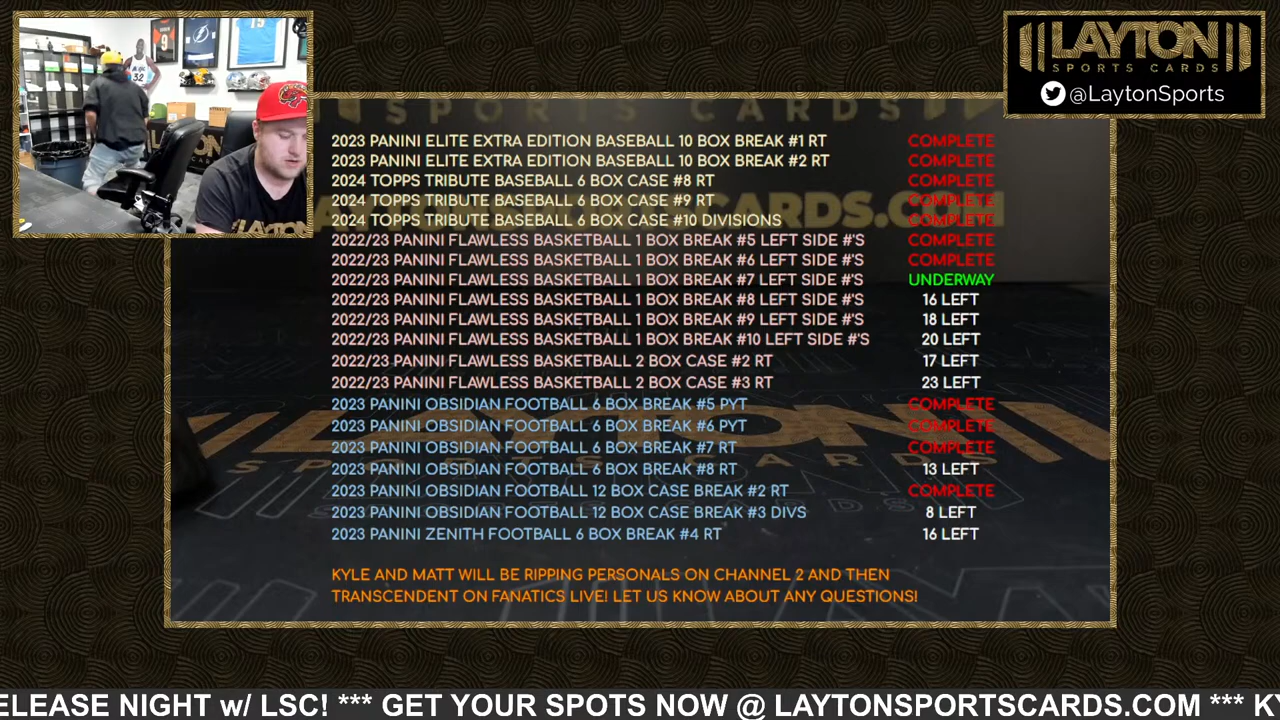 LAYTON
SPORTS CARDS
@LaytonSports
2023 PANINI ELITE EXTRA EDITION BASEBALL 10 BOX BREAK #1 RT COMPLETE
2023 PANINI ELITE EXTRA EDITION BASEBALL 10 BOX BREAK #2 RT COMPLETE
2024 TOPPS TRIBUTE BASEBALL 6 BOX CASE #8 RT COMPLETE
2024 TOPPS TRIBUTE BASEBALL 6 BOX CASE #9 RT COMPLETE
2024 TOPPS TRIBUTE BASEBALL 6 BOX CASE #10 DIVISIONS COMPLETE
2022/23 PANINI FLAWLESS BASKETBALL 1 BOX BREAK #5 LEFT SIDE #'S COMPLETE
2022/23 PANINI FLAWLESS BASKETBALL 1 BOX BREAK #6 LEFT SIDE #'S COMPLETE
2022/23 PANINI FLAWLESS BASKETBALL 1 BOX BREAK #7 LEFT SIDE #'S UNDERWAY
2022/23 PANINI FLAWLESS BASKETBALL 1 BOX BREAK #8 LEFT SIDE #'S 16 LEFT
2022/23 PANINI FLAWLESS BASKETBALL 1 BOX BREAK #9 LEFT SIDE #'S 18 LEFT
2022/23 PANINI FLAWLESS BASKETBALL 1 BOX BREAK #10 LEFT SIDE #'S 20 LEFT
2022/23 PANINI FLAWLESS BASKETBALL 2 BOX CASE #2 RT 17 LEFT
2022/23 PANINI FLAWLESS BASKETBALL 2 BOX CASE #3 RT 23 LEFT
2023 PANINI OBSIDIAN FOOTBALL 6 BOX BREAK #5 PYT COMPLETE
2023 PANINI OBSIDIAN FOOTBALL 6 BOX BREAK #6 PYT COMPLETE
2023 PANINI OBSIDIAN FOOTBALL 6 BOX BREAK #7 RT COMPLETE
2023 PANINI OBSIDIAN FOOTBALL 6 BOX BREAK #8 RT 13 LEFT
2023 PANINI OBSIDIAN FOOTBALL 12 BOX CASE BREAK #2 RT COMPLETE
2023 PANINI OBSIDIAN FOOTBALL 12 BOX CASE BREAK #3 DIVS 8 LEFT
2023 PANINI ZENITH FOOTBALL 6 BOX BREAK #4 RT 16 LEFT
KYLE AND MATT WILL BE RIPPING PERSONALS ON CHANNEL 2 AND THEN
TRANSCENDENT ON FANATICS LIVE! LET US KNOW ABOUT ANY QUESTIONS!
ELEASE NIGHT w/ LSC! *** GET YOUR SPOTS NOW @ LAYTONSPORTSCARDS.COM *** KY